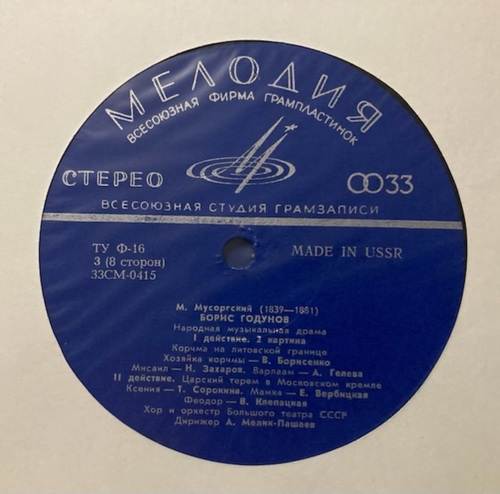 МЕЛОДИЯ
ВСЕСОЮЗНАЯ ФИРМА ГРАМПЛАСТИНОК
СТЕРЕО 33
ВСЕСОЮЗНАЯ СТУДИЯ ГРАМЗАПИСИ
ТУ Ф-16
3 (8 сторон)
33СМ-0415
MADE IN USSR
М. Мусоргский (1839—1881)
БОРИС ГОДУНОВ
Народная музыкальная драма
I действие. 2 картина
Корчма на литовской границе
Хозяйка корчмы — В. Борисенко
Мисаил — Н. Захаров. Варлаам — А. Гелева
II действие. Царский терем в Московском кремле
Ксения — Т. Сорокина. Мамка — Е. Вербицкая
Феодор — В. Клепацкая
Хор и оркестр Большого театра СССР
Дирижер А. Мелик-Пашаев